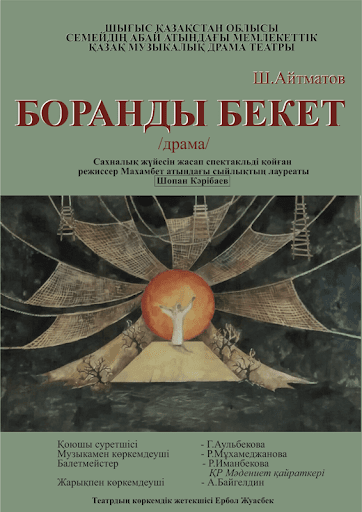 ШЫҒЫС ҚАЗАҚСТАН ОБЛЫСЫ
СЕМЕЙДІҢ АБАЙ АТЫНДАҒЫ МЕМЛЕКЕТТІК
ҚАЗАҚ МУЗЫКАЛЫҚ ДРАМА ТЕАТРЫ
Ш.Айтматов
БОРАНДЫ БЕКЕТ
/драма/
Сахналық жүйесін жасап спектакльді қойған
режиссер Махамбет атындағы сыйлықтың лауреаты
Шопан Кәрібаев
Қоюшы суретшісі - Г.Аульбекова
Музыкамен көркемдеуші - Р.Мұхамеджанова
Балетмейстер - Р.Иманбекова
ҚР Мәдениет қайраткері
Жарықпен көркемдеуші - А.Байгелдин
Театрдың көркемдік жетекшісі Ербол Жуасбек